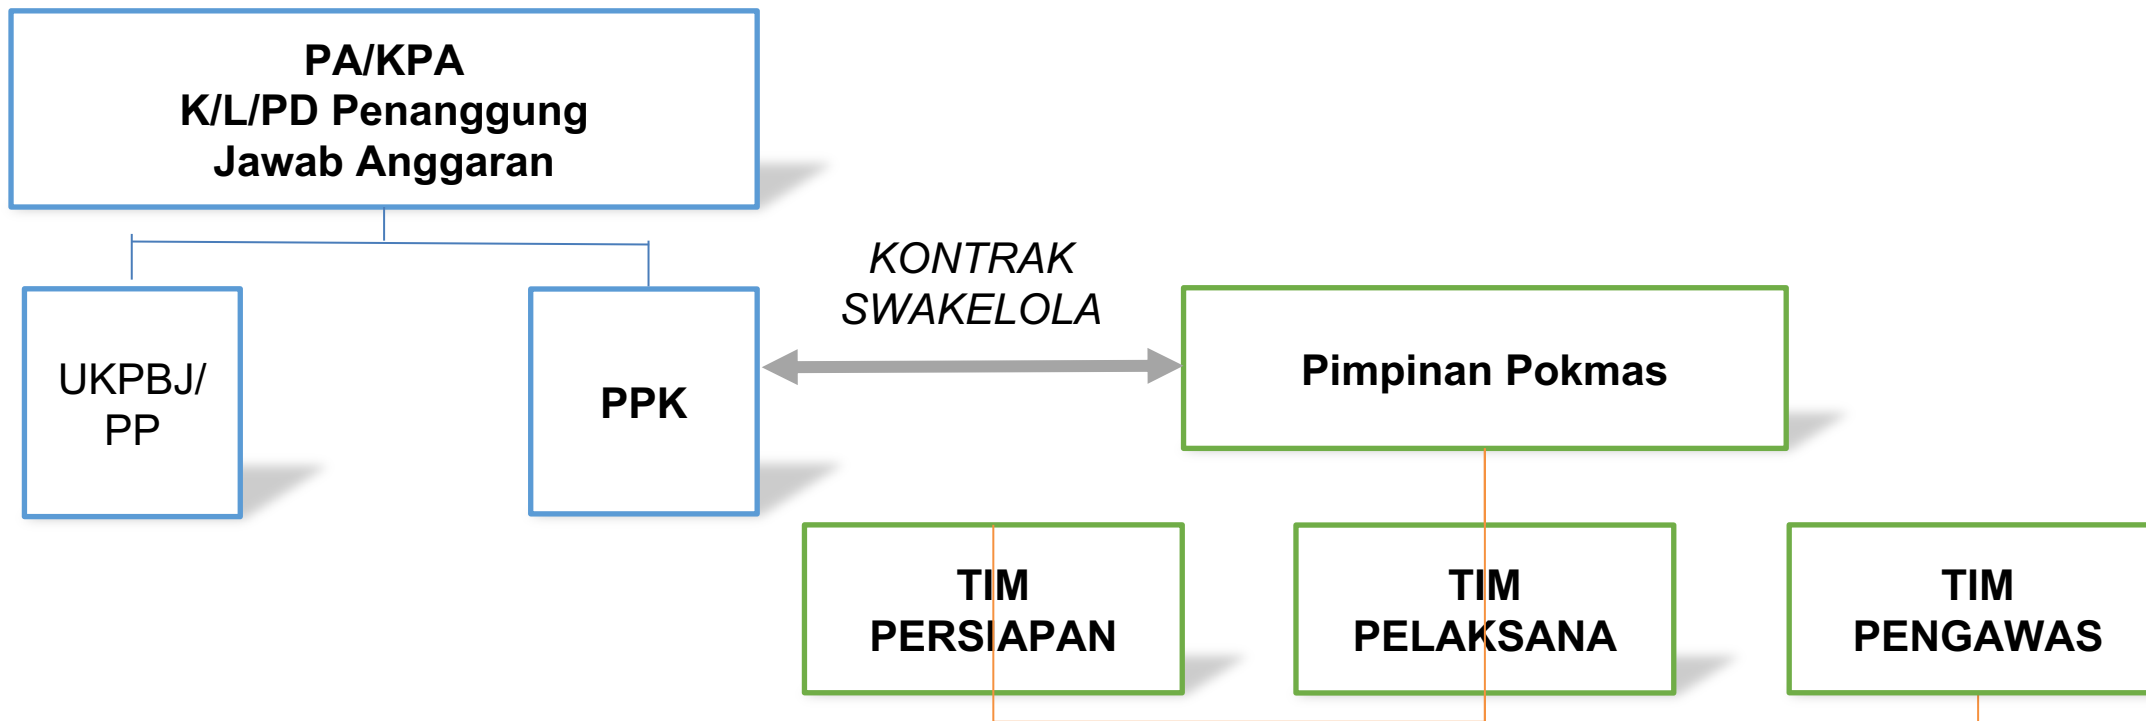 PA/KPA
K/L/PD Penanggung
Jawab Anggaran
KONTRAK
SWAKELOLA
UKPBJ/
PP
PPK
Pimpinan Pokmas
TIM
PERSIAPAN
TIM
PELAKSANA
TIM
PENGAWAS